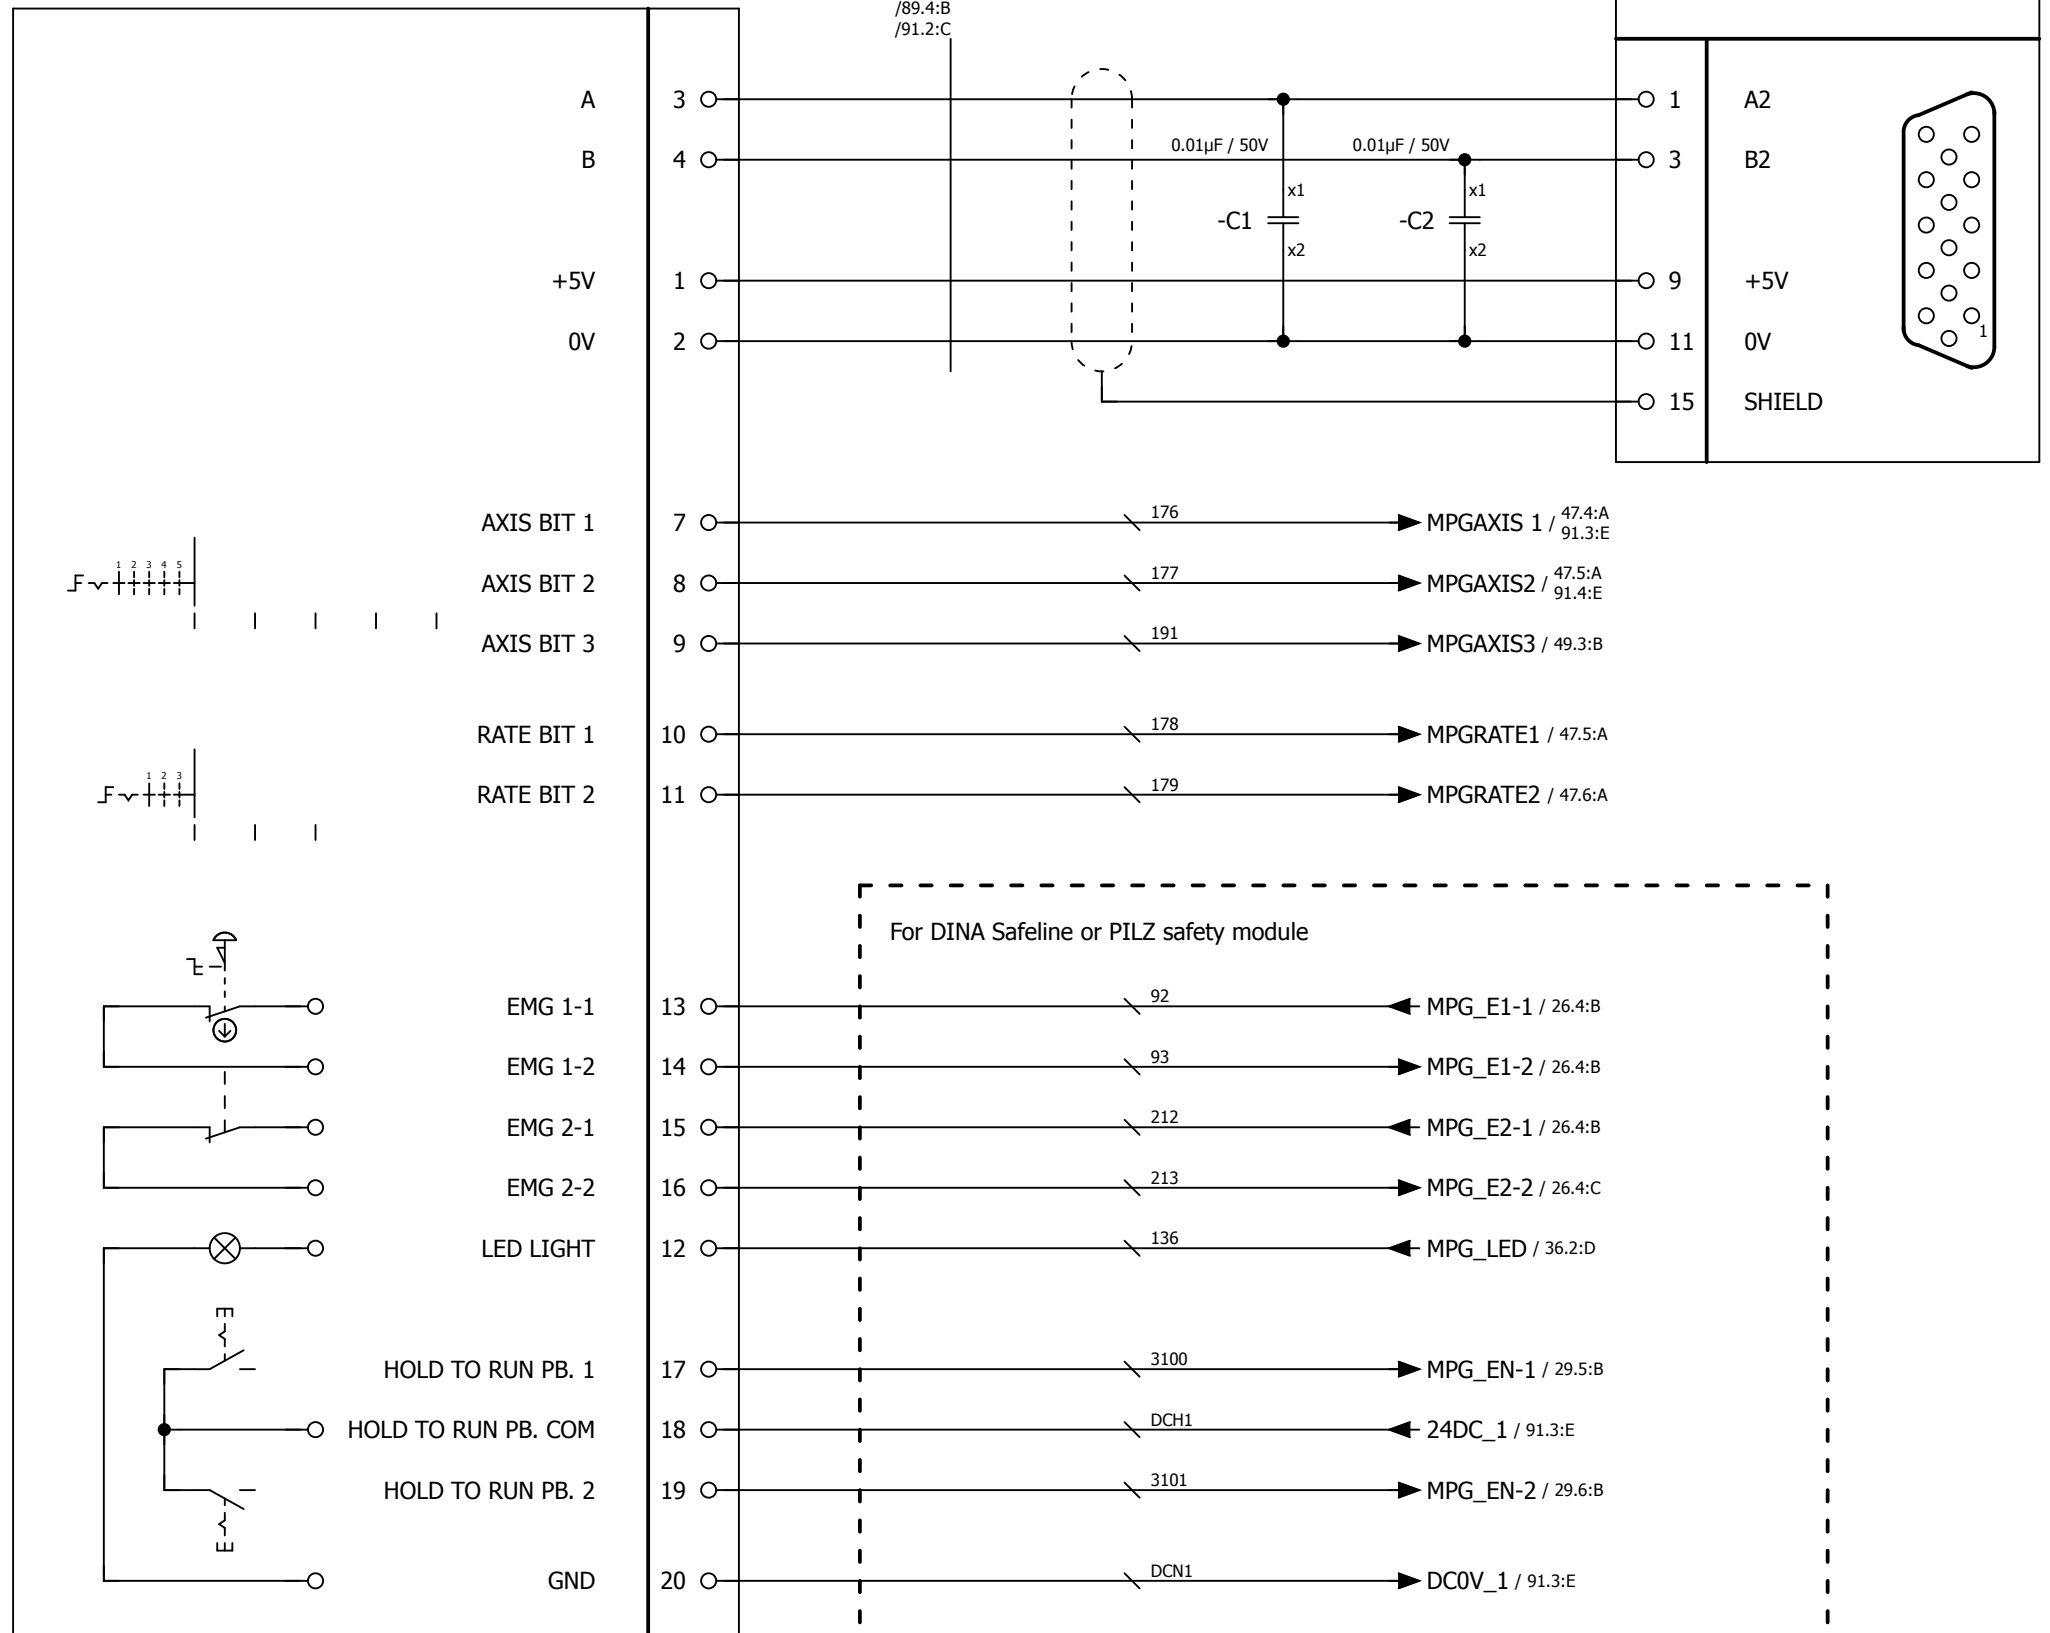 /89.4:B
/91.2:C
A 3 1 A2
0.01µF / 50V 0.01µF / 50V
B 4 3 B2
x1 x1
-C1 -C2
x2 x2
+5V 1 9 +5V
0V 2 11 0V
1
15 SHIELD
AXIS BIT 1 7 176 MPGAXIS 1 / 47.4:A
91.3:E
1 2 3 4 5
AXIS BIT 2 8 177 MPGAXIS2 / 47.5:A
91.4:E
AXIS BIT 3 9 191 MPGAXIS3 / 49.3:B
RATE BIT 1 10 178 MPGRATE1 / 47.5:A
1 2 3
RATE BIT 2 11 179 MPGRATE2 / 47.6:A
For DINA Safeline or PILZ safety module
EMG 1-1 13 92 MPG_E1-1 / 26.4:B
EMG 1-2 14 93 MPG_E1-2 / 26.4:B
EMG 2-1 15 212 MPG_E2-1 / 26.4:B
EMG 2-2 16 213 MPG_E2-2 / 26.4:C
LED LIGHT 12 136 MPG_LED / 36.2:D
HOLD TO RUN PB. 1 17 3100 MPG_EN-1 / 29.5:B
HOLD TO RUN PB. COM 18 DCH1 24DC_1 / 91.3:E
HOLD TO RUN PB. 2 19 3101 MPG_EN-2 / 29.6:B
GND 20 DCN1 DC0V_1 / 91.3:E